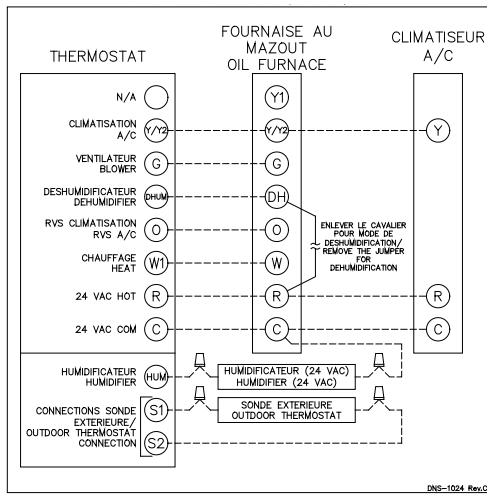 FOURNAISE AU
MAZOUT
OIL FURNACE
CLIMATISEUR
A/C
THERMOSTAT
N/A
Y1
CLIMATISATION
A/C
Y/Y2
Y/Y2
Y
VENTILATEUR
BLOWER
G
G
DESHUMIDIFICATEUR
DEHUMIDIFIER
DHUM
DH
RVS CLIMATISATION
RVS A/C
O
O
ENLEVER LE CAVALIER
POUR MODE DE
DESHUMIDIFICATION/
REMOVE THE JUMPER
FOR
DEHUMIDIFICATION
CHAUFFAGE
HEAT
W1
W
24 VAC HOT
R
R
R
24 VAC COM
C
C
C
HUMIDIFICATEUR
HUMIDIFIER
HUM
HUMIDIFICATEUR (24 VAC)
HUMIDIFIER (24 VAC)
CONNECTIONS SONDE
EXTERIEURE/
OUTDOOR THERMOSTAT
CONNECTION
S1
S2
SONDE EXTERIEURE
OUTDOOR THERMOSTAT
DNS-1024 Rev.C